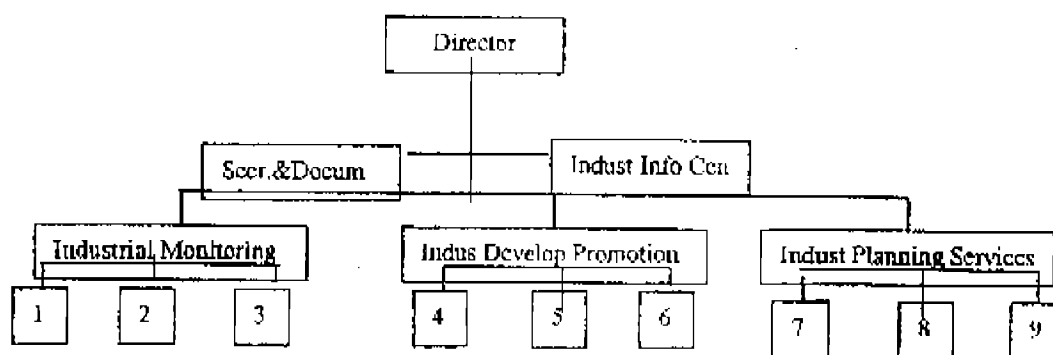 Director
Secr.&Docum
Indust Info Cen
Industrial Monitoring
Indus Develop Promotion
Indust Planning Services
1
2
3
4
5
6
7
8
9